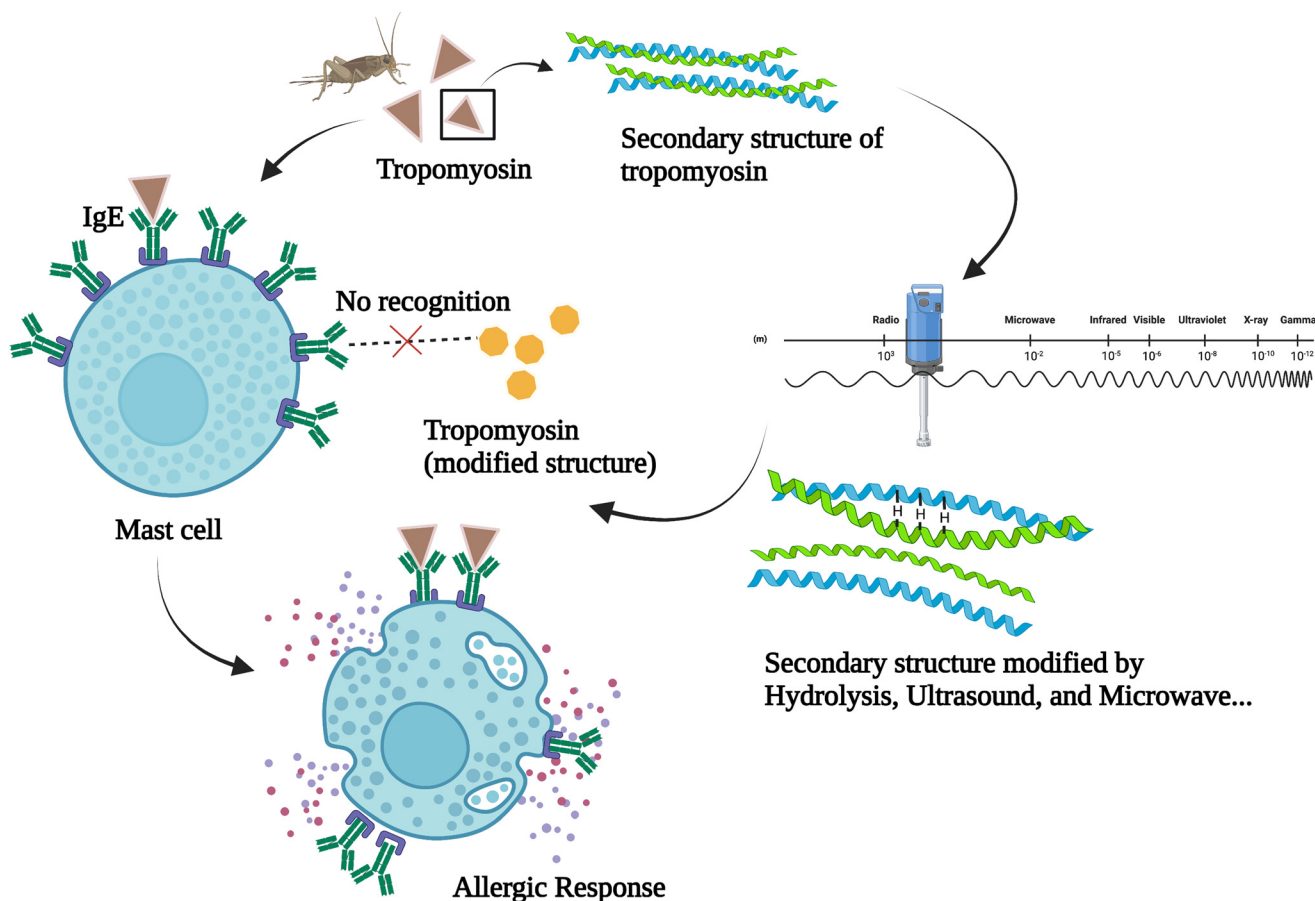 Tropomyosin
Secondary structure of
tropomyosin
IgE
No recognition
Radio
Microwave
Infrared
Visible
Ultraviolet
X-ray
Gamma
(m)
10³
10⁻²
10⁻⁵
10⁻⁶
10⁻⁸
10⁻¹⁰
10⁻¹²
Tropomyosin
(modified structure)
H
H
H
Mast cell
Secondary structure modified by
Hydrolysis, Ultrasound, and Microwave...
Allergic Response